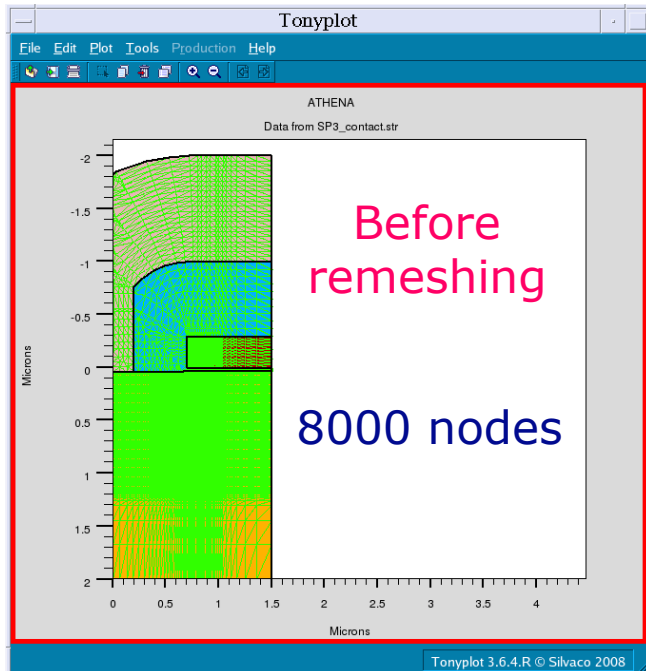 Tonyplot
File Edit Plot Tools Production Help
ATHENA
Data from SP3_contact.str
-2
-1.5
-1
-0.5
0
0.5
1
1.5
2
Microns
Before
remeshing
8000 nodes
0 0.5 1 1.5 2 2.5 3 3.5 4
Microns
Tonyplot 3.6.4.R © Silvaco 2008